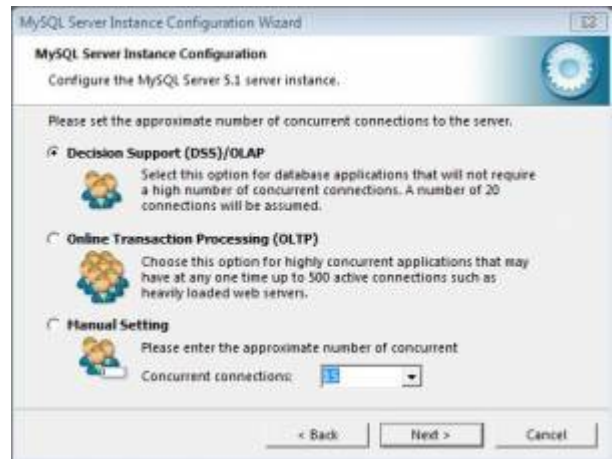 MySQL Server Instance Configuration Wizard
MySQL Server Instance Configuration
Configure the MySQL Server 5.1 server instance.
Please set the approximate number of concurrent connections to the server.
Decision Support (DSS)/OLAP
Select this option for database applications that will not require
a high number of concurrent connections. A number of 20
connections will be assumed.
Online Transaction Processing (OLTP)
Choose this option for highly concurrent applications that may
have at any one time up to 500 active connections such as
heavily loaded web servers.
Manual Setting
Please enter the approximate number of concurrent
Concurrent connections: 15
< Back Next > Cancel